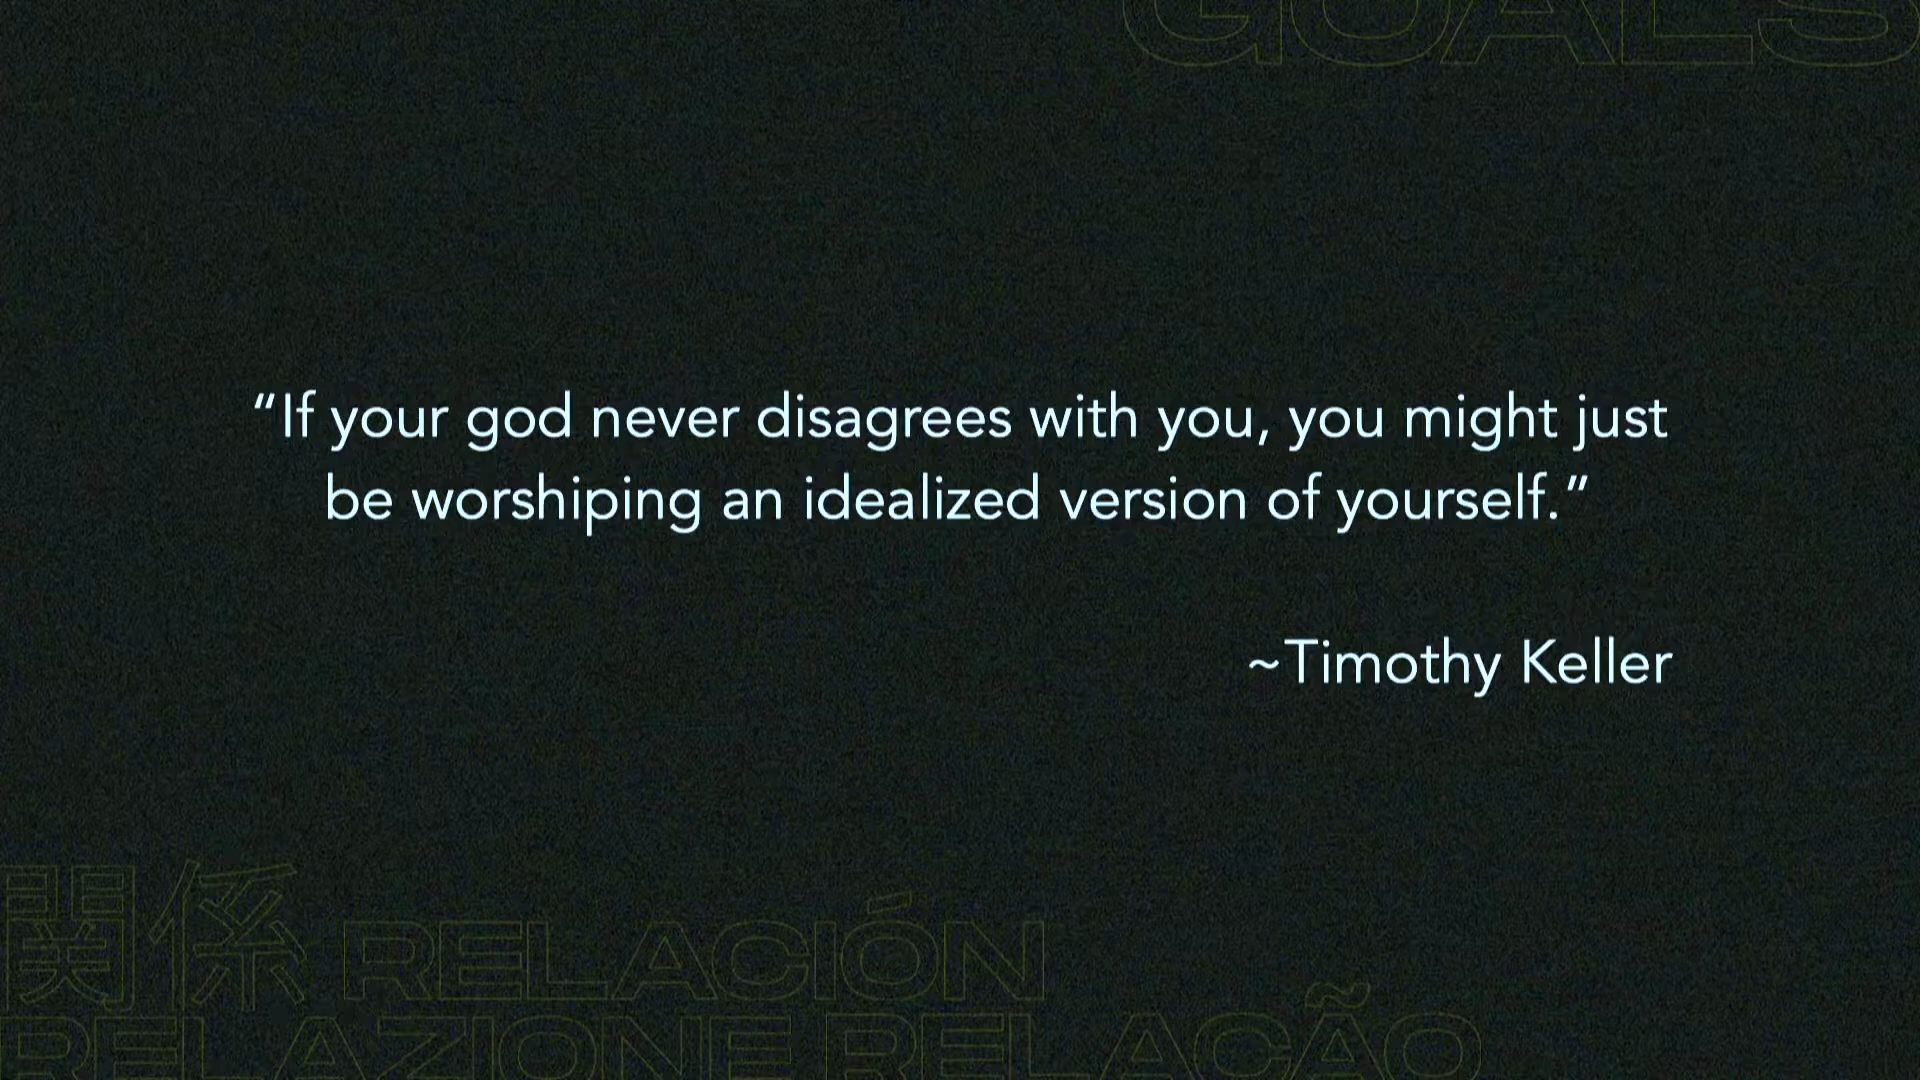 GOALS
“If your god never disagrees with you, you might just
be worshiping an idealized version of yourself.”
~Timothy Keller
関係 RELACIÓN
RELAZIONE RELAÇÃO